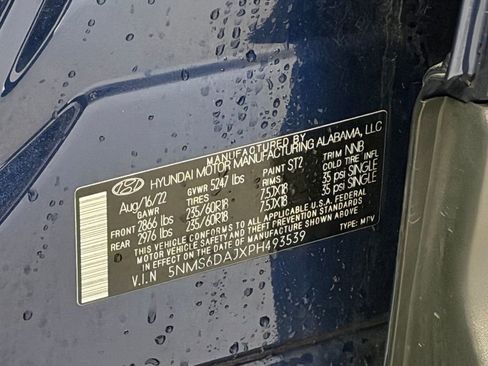 MANUFACTURED BY
HYUNDAI MOTOR MANUFACTURING ALABAMA, LLC
Aug/16/22 GVWR 5247 lbs PAINT ST2 TRIM NNB
GAWR TIRES RIMS COLD TIRE INFL
FRONT 2866 lbs 235/60R18 7.5JX18 35 psi SINGLE
REAR 2976 lbs 235/60R18 7.5JX18 35 psi SINGLE
THIS VEHICLE CONFORMS TO ALL APPLICABLE U.S.A. FEDERAL
MOTOR VEHICLE SAFETY AND THEFT PREVENTION STANDARDS
IN EFFECT ON THE DATE OF MANUFACTURE SHOWN ABOVE.
V.I.N 5NMS6DAJXPH493539 TYPE: MPV